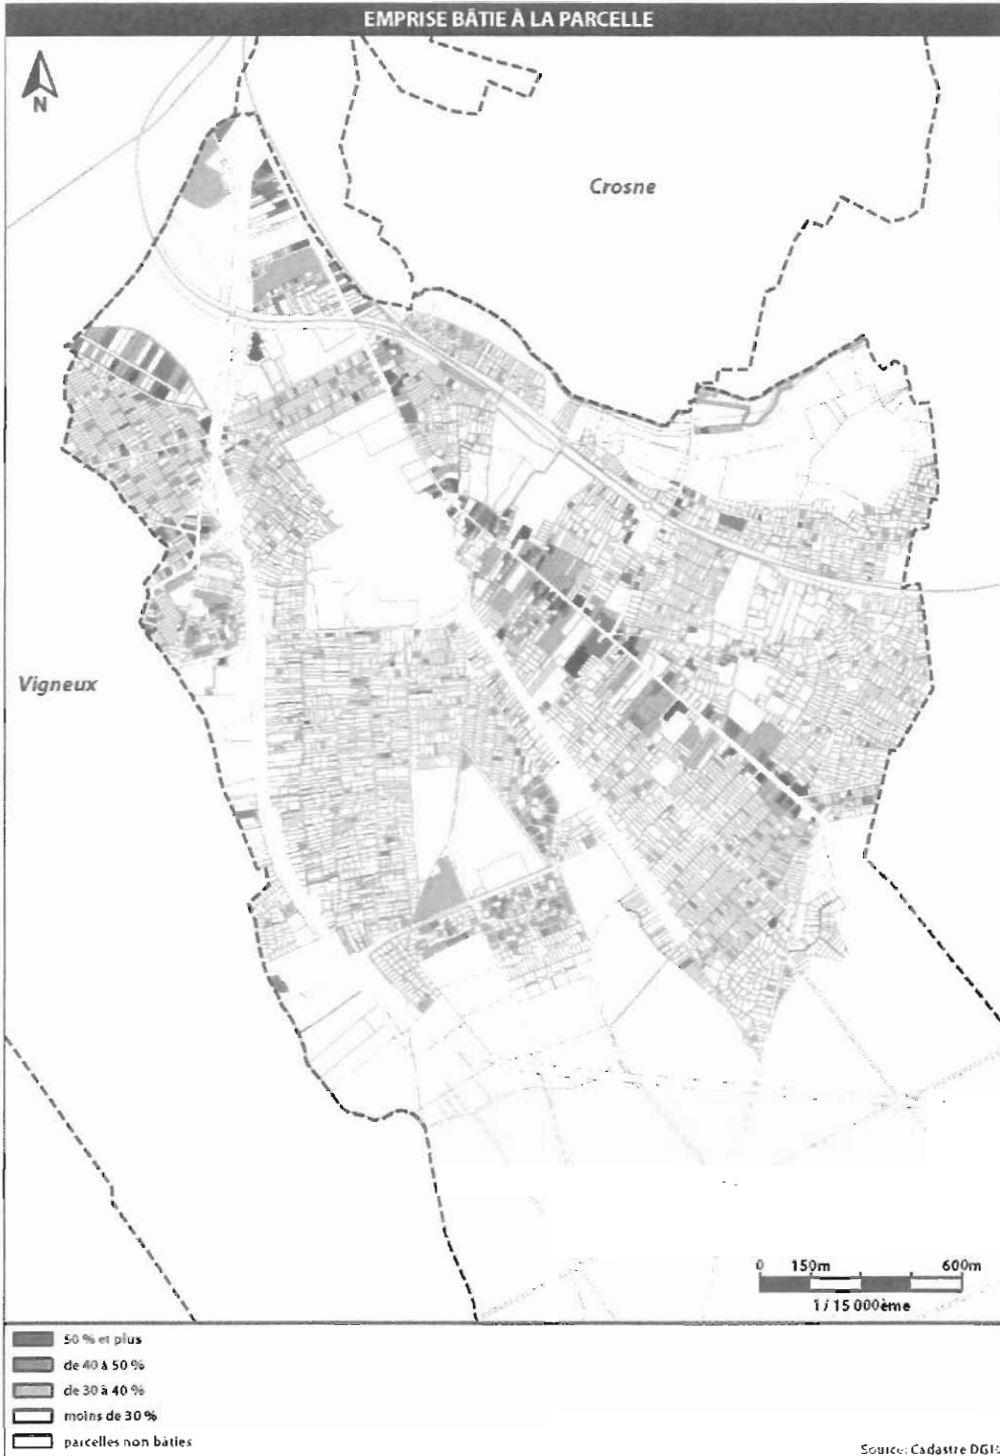 EMPRISE BÂTIE À LA PARCELLE
N
Crosne
Vigneux
0 150m 600m
1 / 15 000ème
50 % et plus
de 40 à 50 %
de 30 à 40 %
moins de 30 %
parcelles non bâties
Source: Cadastre